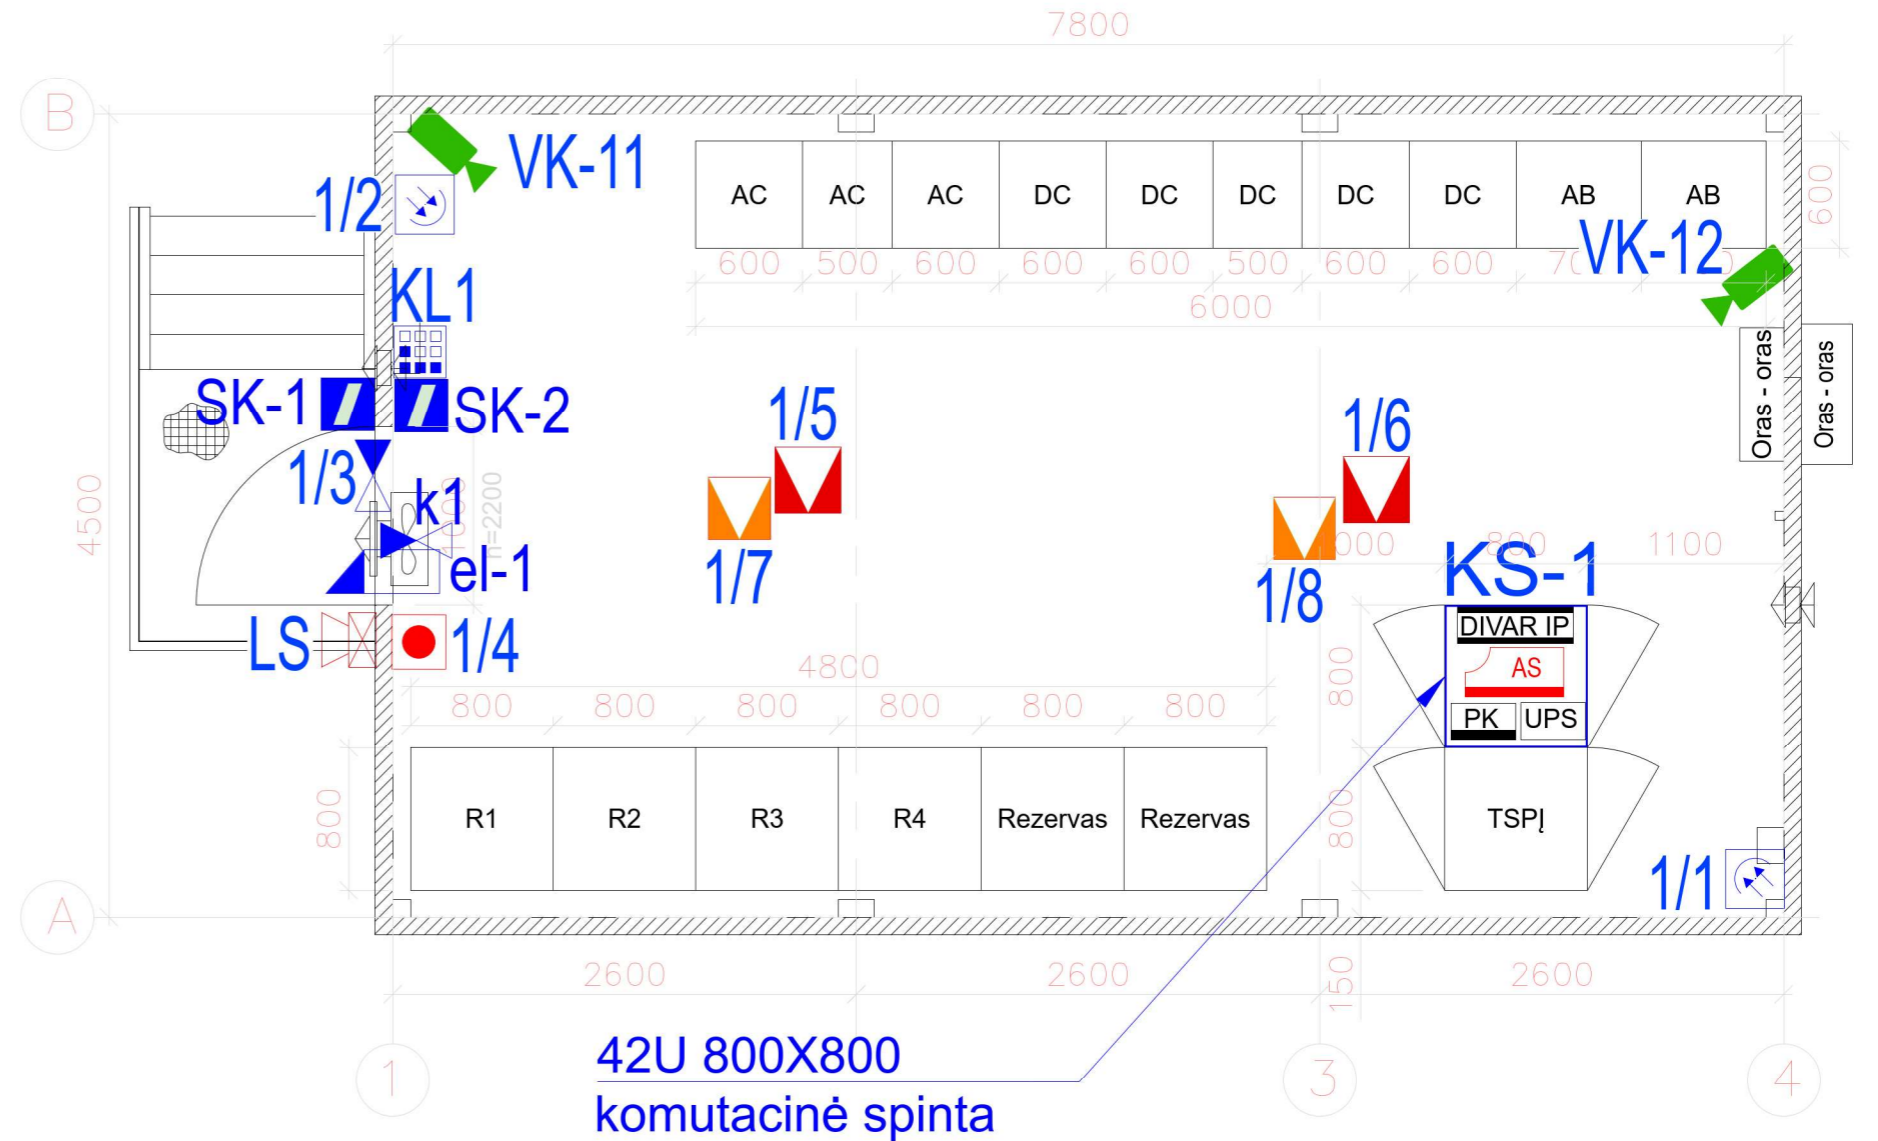 7800
B
VK-11
1/2
AC AC AC DC DC DC DC DC AB AB
600
VK-12
600 500 600 600 600 500 600 600
6000
KL1
SK-1
SK-2
Oras - oras
Oras - oras
1/5
1/6
1/3
k1
n=2200
4500
el-1
1/7
1/8
800
1100
KS-1
DIVAR IP
AS
PK UPS
LS
1/4
4800
800 800 800 800 800 800
800
800
800
R1 R2 R3 R4 Rezervas Rezervas
TSPĮ
1/1
A
2600 2600 2600
150
42U 800X800
komutacinė spinta
1 3 4